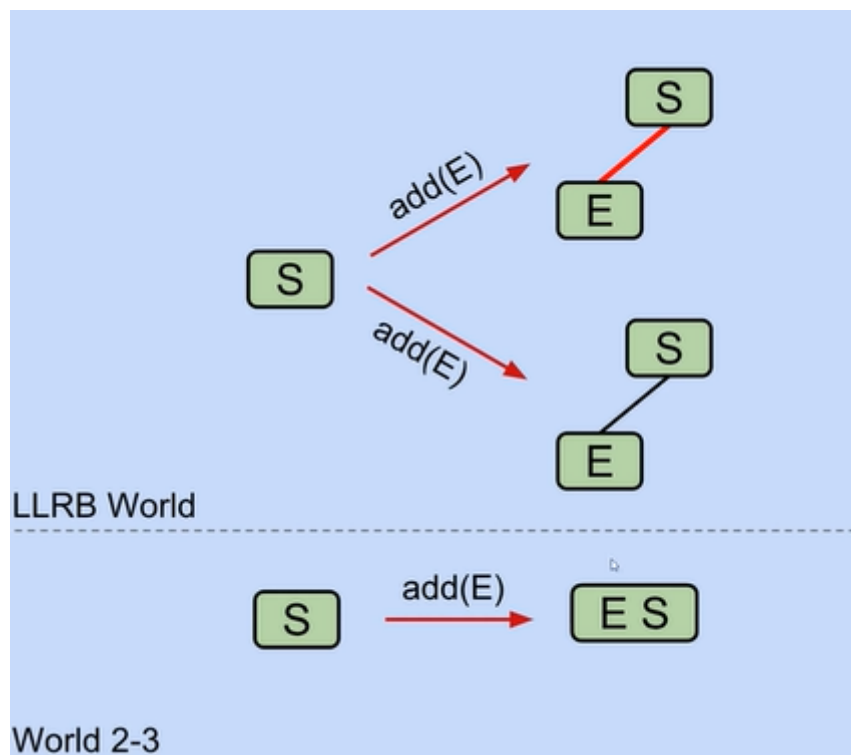 S
add(E)
E
S
add(E)
S
E
LLRB World
S
add(E)
E S
World 2-3